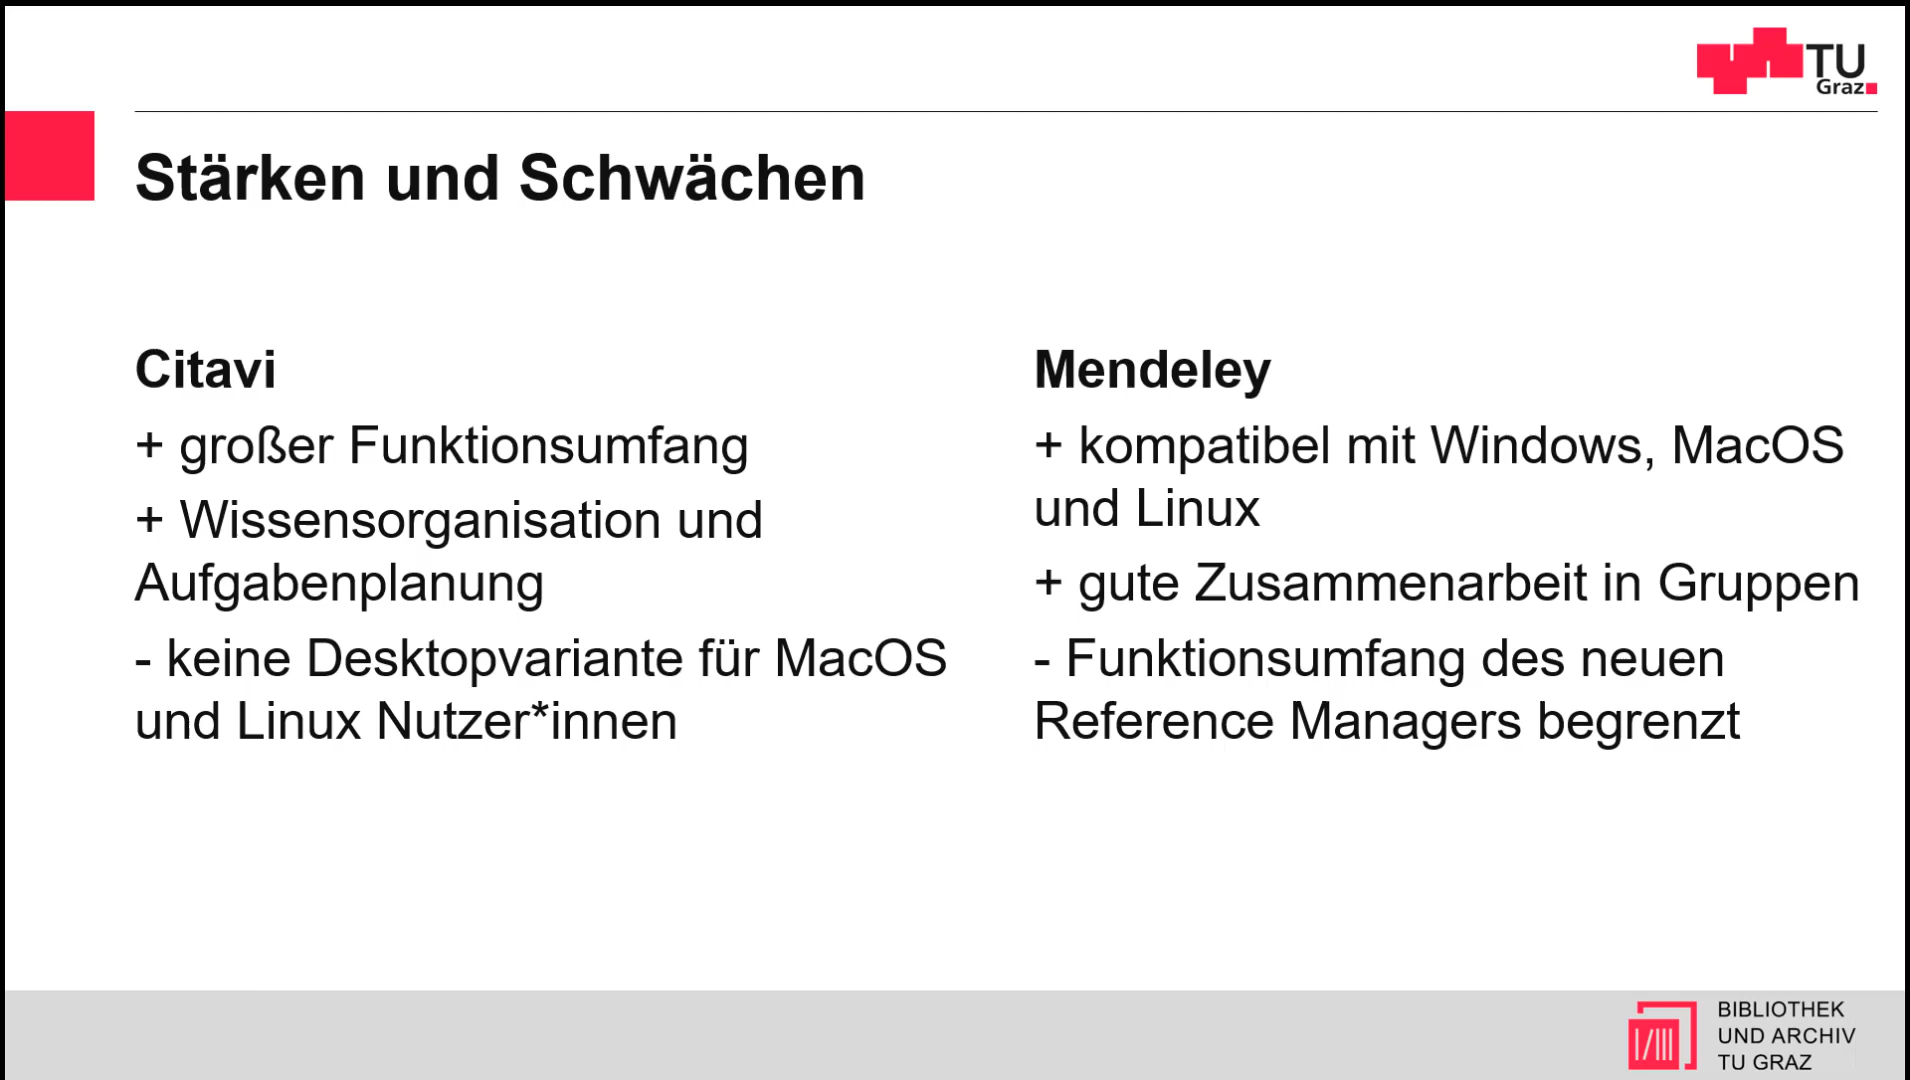 TU
Graz
Stärken und Schwächen
Citavi
+ großer Funktionsumfang
+ Wissensorganisation und
Aufgabenplanung
- keine Desktopvariante für MacOS
und Linux Nutzer*innen
Mendeley
+ kompatibel mit Windows, MacOS
und Linux
+ gute Zusammenarbeit in Gruppen
- Funktionsumfang des neuen
Reference Managers begrenzt
BIBLIOTHEK
UND ARCHIV
TU GRAZ